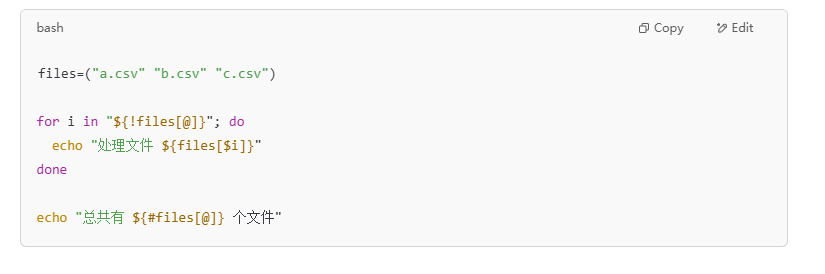 bash
Copy
Edit
files=("a.csv" "b.csv" "c.csv")
for i in "${!files[@]}"; do
  echo "处理文件 ${files[$i]}"
done
echo "总共有 ${#files[@]} 个文件"